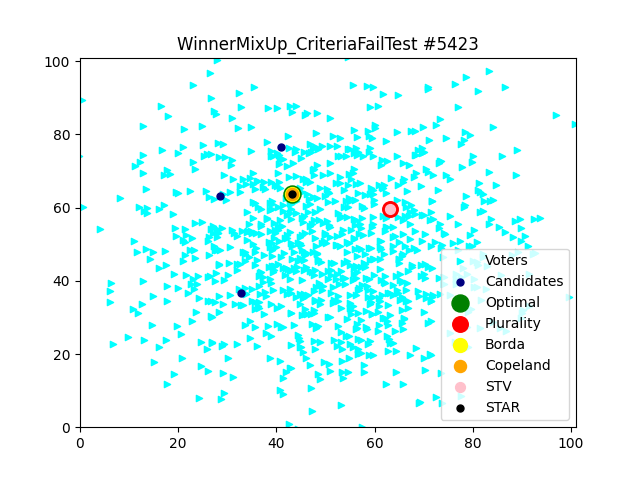 WinnerMixUp_CriteriaFailTest #5423
100
80
60
40
20
0
0
20
40
60
80
100
Voters
Candidates
Optimal
Plurality
Borda
Copeland
STV
STAR